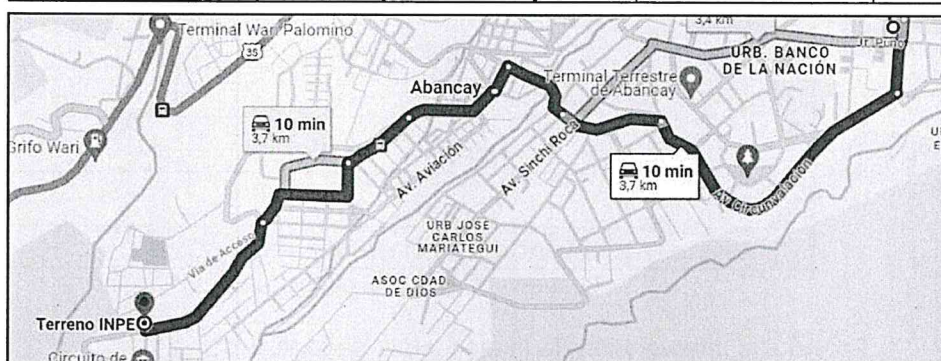 3,4 km
Terminal Wari Palomino
35
Jr. Puno
URB. BANCO
DE LA NACIÓN
Terminal Terrestre
de Abancay
Abancay
10 min
3,7 km
Grifo Wari
Av. Aviación
Av. Sinchi Roca
10 min
3,7 km
Av Circunvalación
URB JOSE
CARLOS
MARIATEGUI
Via de Acceso
ASOC CDAD
DE DIOS
Terreno INPE
Circuito de